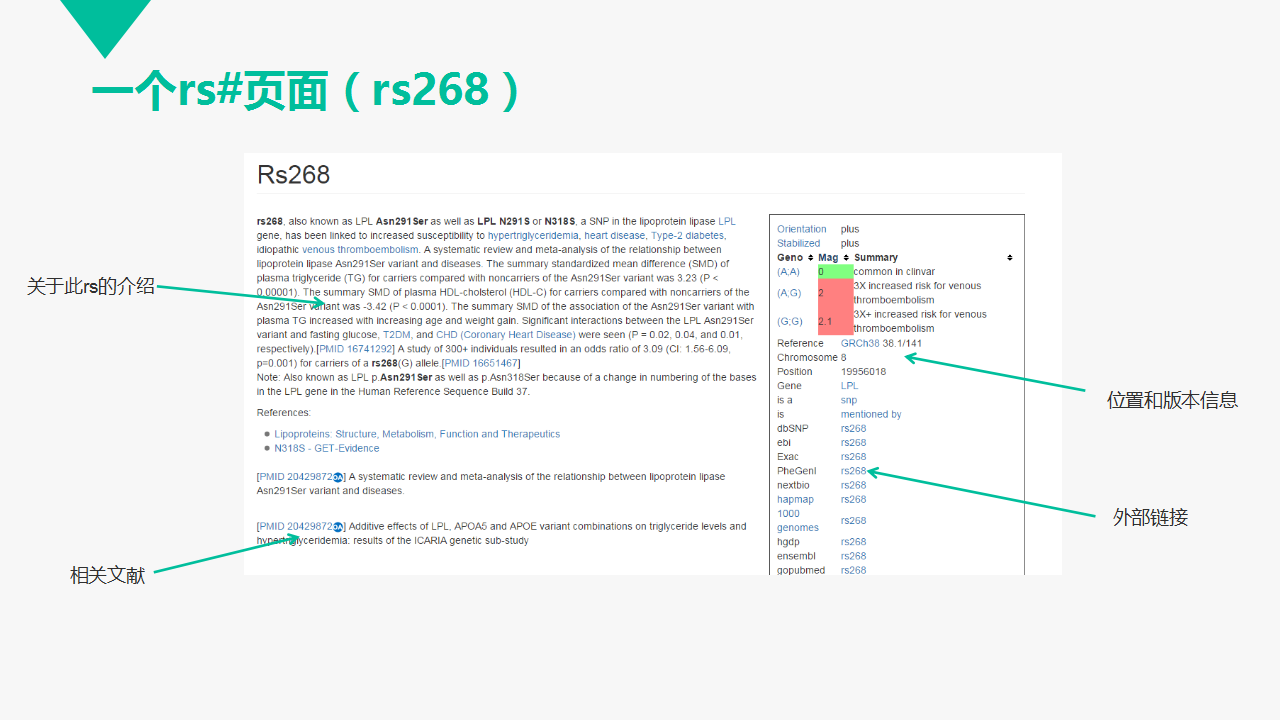 一个rs#页面（rs268）
Rs268
rs268, also known as LPL Asn291Ser as well as LPL N291S or N318S, a SNP in the lipoprotein lipase LPL
gene, has been linked to increased susceptibility to hypertriglyceridemia, heart disease, Type-2 diabetes,
idiopathic venous thromboembolism. A systematic review and meta-analysis of the relationship between
lipoprotein lipase Asn291Ser variant and diseases. The summary standardized mean difference (SMD) of
plasma triglyceride (TG) for carriers compared with noncarriers of the Asn291Ser variant was 3.23 (P <
0.00001). The summary SMD of plasma HDL-cholsterol (HDL-C) for carriers compared with noncarriers of the
Asn291Ser variant was -3.42 (P < 0.0001). The summary SMD of the association of the Asn291Ser variant with
plasma TG increased with increasing age and weight gain. Significant interactions between the LPL Asn291Ser
variant and fasting glucose, T2DM, and CHD (Coronary Heart Disease) were seen (P = 0.02, 0.04, and 0.01,
respectively).[PMID 16741292] A study of 300+ individuals resulted in an odds ratio of 3.09 (CI: 1.56-6.09,
p=0.001) for carriers of a rs268(G) allele.[PMID 16651467]
Note: Also known as LPL p.Asn291Ser as well as p.Asn318Ser because of a change in numbering of the bases
in the LPL gene in the Human Reference Sequence Build 37.
References:
Lipoproteins: Structure, Metabolism, Function and Therapeutics
N318S - GET-Evidence
[PMID 20429872 OA] A systematic review and meta-analysis of the relationship between lipoprotein lipase
Asn291Ser variant and diseases.
[PMID 20429872 OA] Additive effects of LPL, APOA5 and APOE variant combinations on triglyceride levels and
hypertriglyceridemia: results of the ICARIA genetic sub-study
Orientation plus
Stabilized plus
Geno Mag Summary
(A;A) 0 common in clinvar
(A;G) 2 3X increased risk for venous
thromboembolism
(G;G) 2.1 3X+ increased risk for venous
thromboembolism
Reference GRCh38 38.1/141
Chromosome 8
Position 19956018
Gene LPL
is a snp
is mentioned by
dbSNP rs268
ebi rs268
Exac rs268
PheGenI rs268
nextbio rs268
hapmap rs268
1000
genomes rs268
hgdp rs268
ensembl rs268
gopubmed rs268
关于此rs的介绍
相关文献
位置和版本信息
外部链接